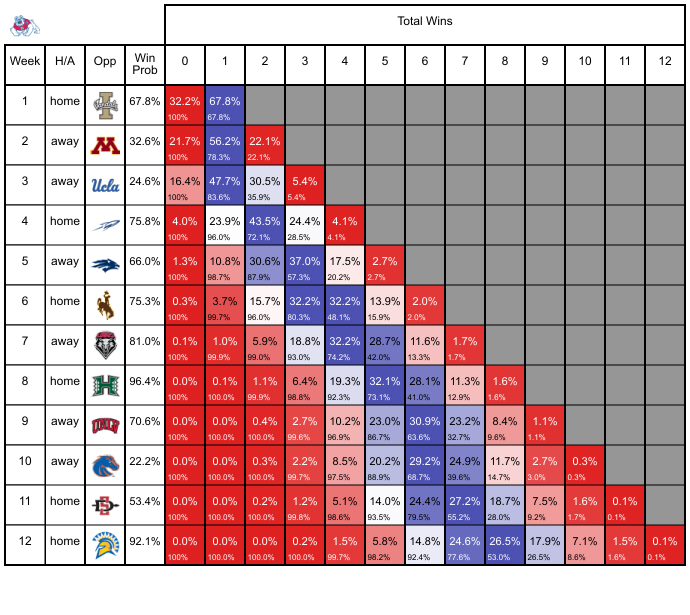 Total Wins
Week H/A Opp Win Prob 0 1 2 3 4 5 6 7 8 9 10 11 12
1 home I State 67.8% 32.2% 67.8%
100% 67.8%
2 away M 32.6% 21.7% 56.2% 22.1%
100% 78.3% 22.1%
3 away Ucla 24.6% 16.4% 47.7% 30.5% 5.4%
100% 83.6% 35.9% 5.4%
4 home 75.8% 4.0% 23.9% 43.5% 24.4% 4.1%
100% 96.0% 72.1% 28.5% 4.1%
5 away 66.0% 1.3% 10.8% 30.6% 37.0% 17.5% 2.7%
100% 98.7% 87.9% 57.3% 20.2% 2.7%
6 home 75.3% 0.3% 3.7% 15.7% 32.2% 32.2% 13.9% 2.0%
100% 99.7% 96.0% 80.3% 48.1% 15.9% 2.0%
7 away 81.0% 0.1% 1.0% 5.9% 18.8% 32.2% 28.7% 11.6% 1.7%
100% 99.9% 99.0% 93.0% 74.2% 42.0% 13.3% 1.7%
8 home H 96.4% 0.0% 0.1% 1.1% 6.4% 19.3% 32.1% 28.1% 11.3% 1.6%
100% 100.0% 99.9% 98.8% 92.3% 73.1% 41.0% 12.9% 1.6%
9 away UNLV 70.6% 0.0% 0.0% 0.4% 2.7% 10.2% 23.0% 30.9% 23.2% 8.4% 1.1%
100% 100.0% 100.0% 99.6% 96.9% 86.7% 63.6% 32.7% 9.6% 1.1%
10 away 22.2% 0.0% 0.0% 0.3% 2.2% 8.5% 20.2% 29.2% 24.9% 11.7% 2.7% 0.3%
100% 100.0% 100.0% 99.7% 97.5% 88.9% 68.7% 39.6% 14.7% 3.0% 0.3%
11 home SD 53.4% 0.0% 0.0% 0.2% 1.2% 5.1% 14.0% 24.4% 27.2% 18.7% 7.5% 1.6% 0.1%
100% 100.0% 100.0% 99.8% 98.6% 93.5% 79.5% 55.2% 28.0% 9.2% 1.7% 0.1%
12 home 92.1% 0.0% 0.0% 0.0% 0.2% 1.5% 5.8% 14.8% 24.6% 26.5% 17.9% 7.1% 1.5% 0.1%
100% 100.0% 100.0% 100.0% 99.7% 98.2% 92.4% 77.6% 53.0% 26.5% 8.6% 1.6% 0.1%